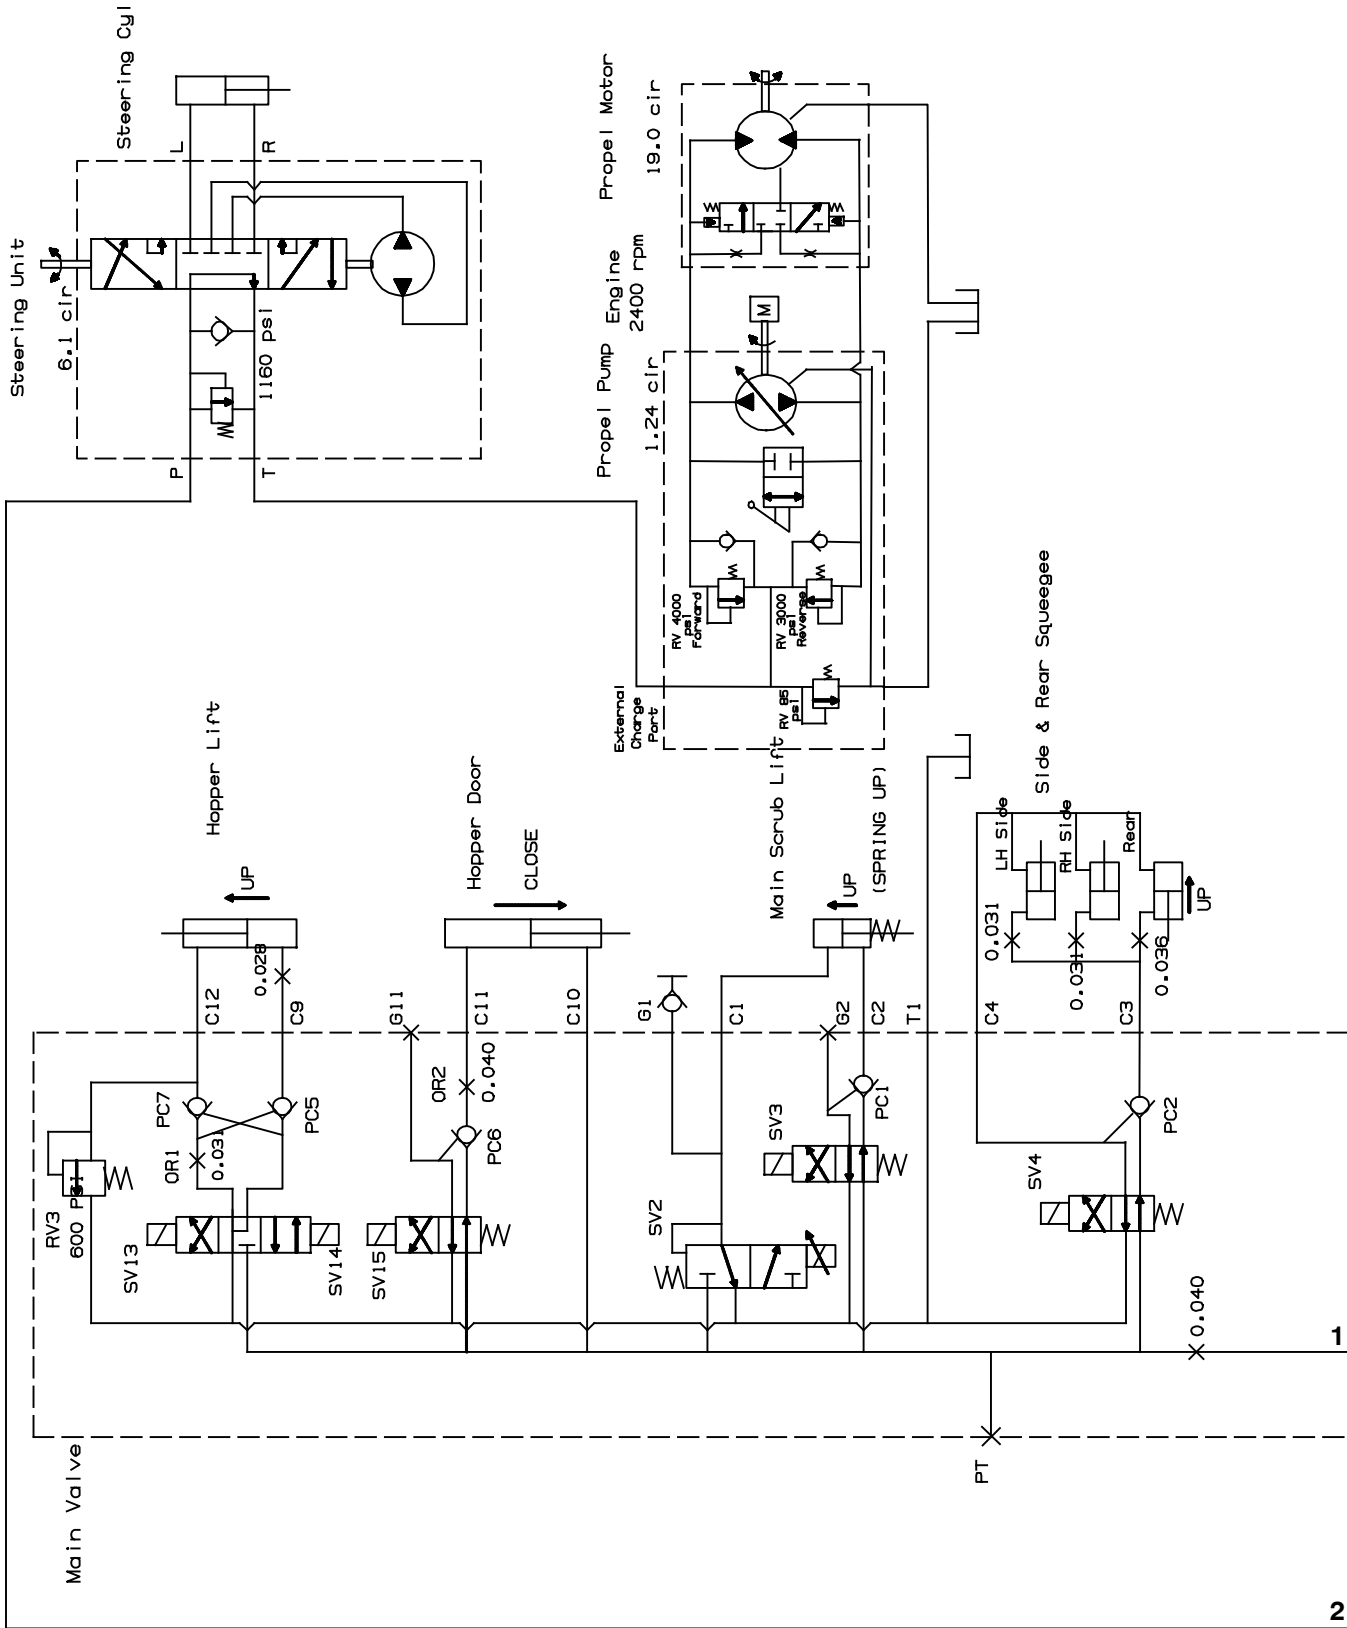 Steering Cyl
L
R
Steering Unit
6.1 cir
1160 psi
P
T
Propel Motor
19.0 cir
Engine
2400 rpm
M
Propel Pump
1.24 cir
RV 4000
psi
Forward
RV 3000
psi
Reverse
External
Charge
Port
RV 85
psi
Hopper Lift
UP
0.028
C12
C9
Hopper Door
CLOSE
G11
C11
C10
Main Scrub Lift
(SPRING UP)
UP
G1
C1
G2
C2
T1
Side & Rear Squeegee
LH Side
RH Side
Rear
UP
0.031
0.031
0.036
C4
C3
PC7
PC5
OR1
0.031
RV3
600 PSI
SV13
SV14
OR2
0.040
PC6
SV15
SV2
SV3
PC1
SV4
PC2
0.040
1
Main Valve
PT
2